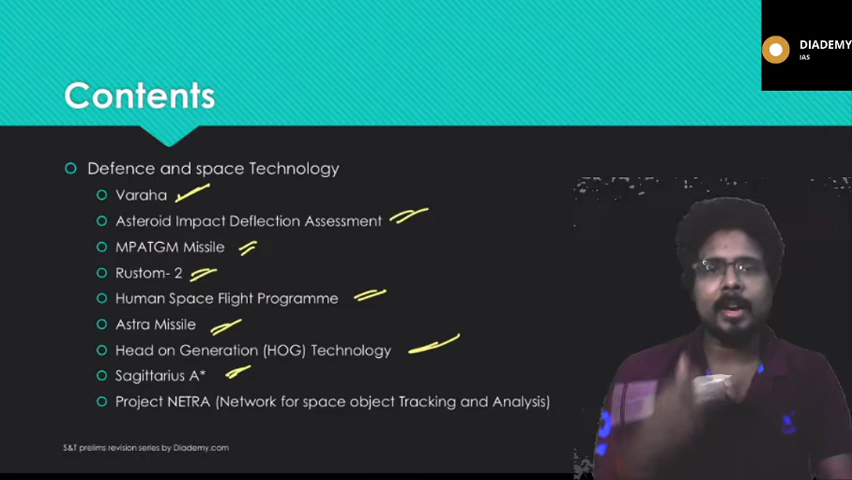 DIADEMY
IAS
Contents
Defence and space Technology
Varaha
Asteroid Impact Deflection Assessment
MPATGM Missile
Rustom- 2
Human Space Flight Programme
Astra Missile
Head on Generation (HOG) Technology
Sagittarius A*
Project NETRA (Network for space object Tracking and Analysis)
S&T prelims revision series by Diademy.com